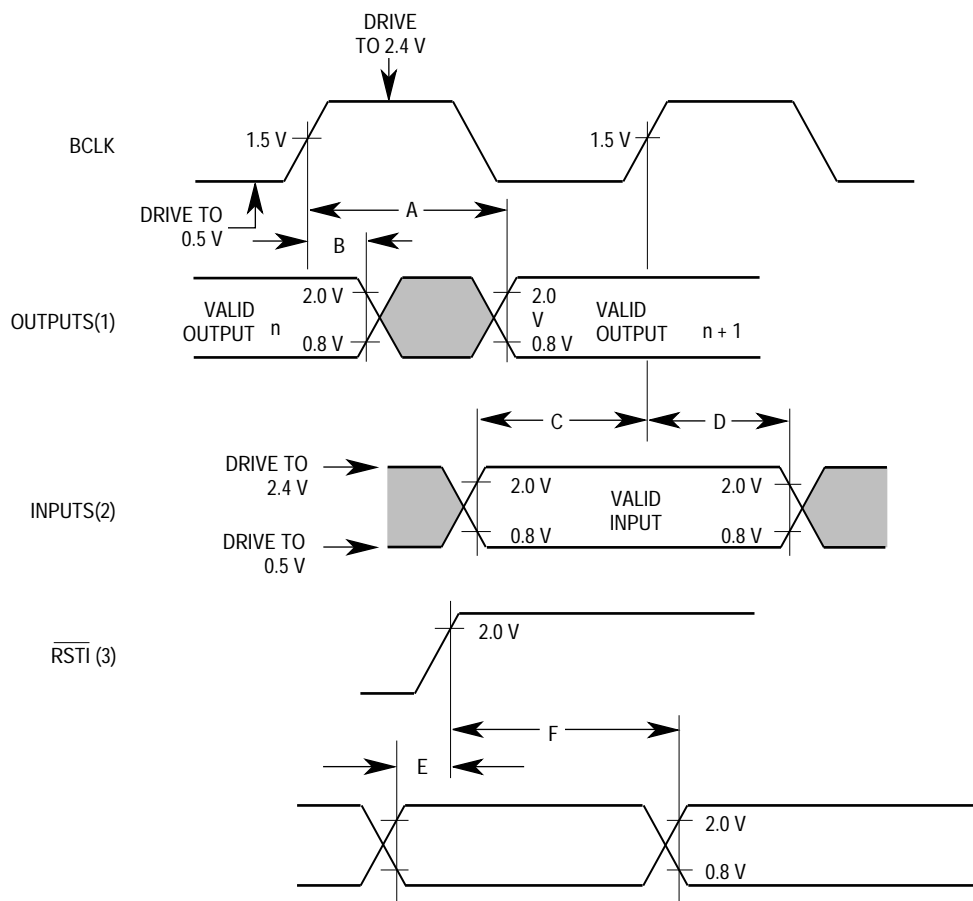 DRIVE
TO 2.4 V
BCLK
1.5 V
1.5 V
DRIVE TO
0.5 V
A
B
OUTPUTS(1)
VALID
OUTPUT n
2.0 V
0.8 V
2.0
V
0.8 V
VALID
OUTPUT
n + 1
C
D
INPUTS(2)
DRIVE TO
2.4 V
DRIVE TO
0.5 V
2.0 V
0.8 V
VALID
INPUT
2.0 V
0.8 V
RSTI (3)
2.0 V
F
E
2.0 V
0.8 V